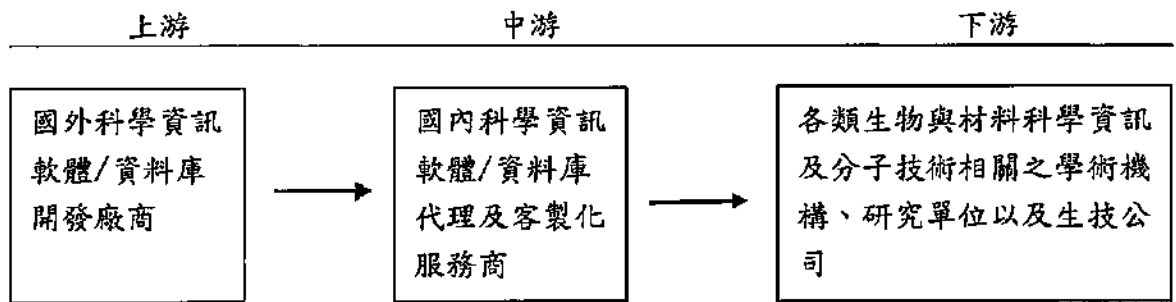 上游
中游
下游
國外科學資訊
軟體/資料庫
開發廠商
國內科學資訊
軟體/資料庫
代理及客製化
服務商
各類生物與材料科學資訊
及分子技術相關之學術機
構、研究單位以及生技公
司